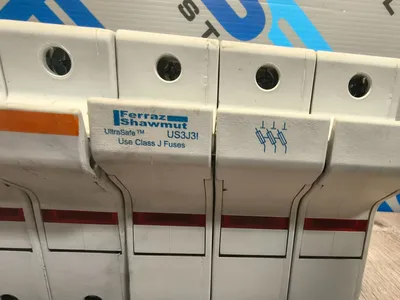 Ferraz
Shawmut
UltraSafe™
US3J3I
Use Class J Fuses